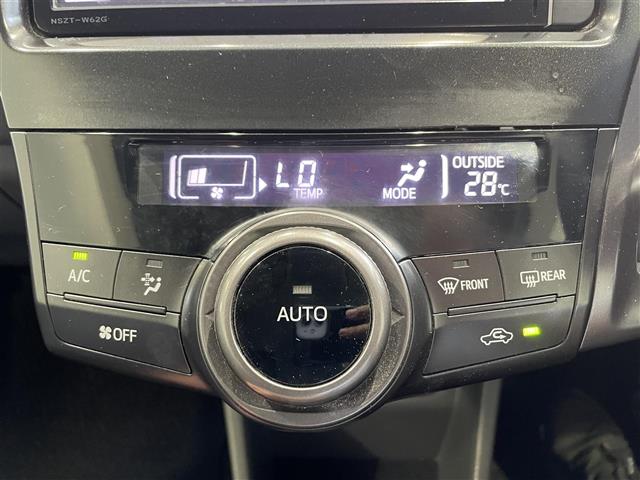 NSZT-W62G
LO TEMP MODE OUTSIDE 28℃
A/C FRONT REAR
AUTO
OFF